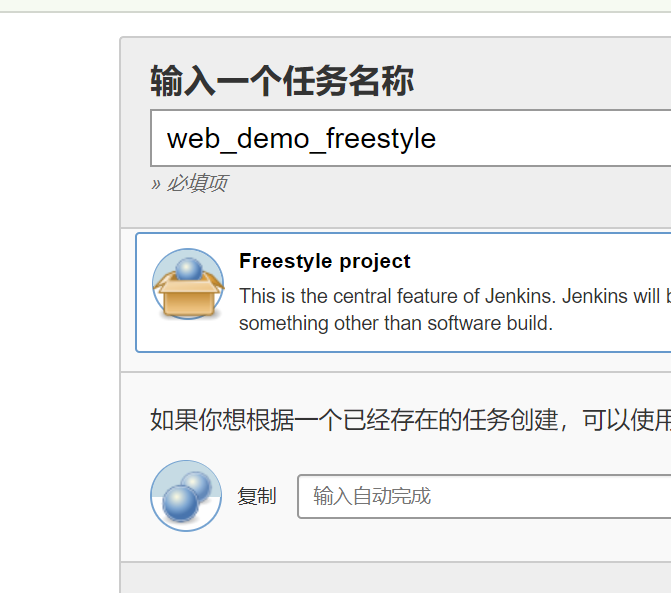 输入一个任务名称
web_demo_freestyle
» 必填项
Freestyle project
This is the central feature of Jenkins. Jenkins will
something other than software build.
如果你想根据一个已经存在的任务创建，可以使用
复制
输入自动完成